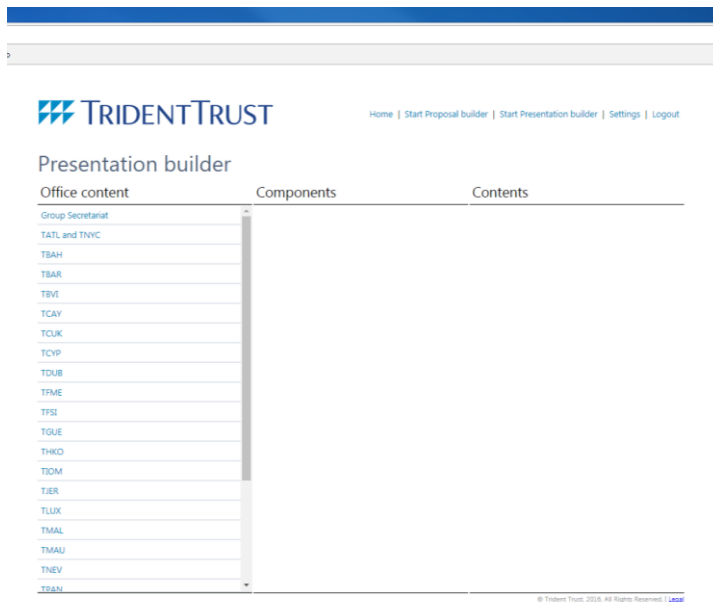 TRIDENTTRUST
Home | Start Proposal builder | Start Presentation builder | Settings | Logout
Presentation builder
Office content
Components
Contents
Group Secretariat
TATL and TNYC
TBAH
TBAR
TBVI
TCAY
TCUK
TCYP
TDUB
TFME
TFSI
TGUE
THKO
TIOM
TJER
TLUX
TMAL
TMAU
TNEV
TPAN
© Trident Trust, 2016. All Rights Reserved. | Legal